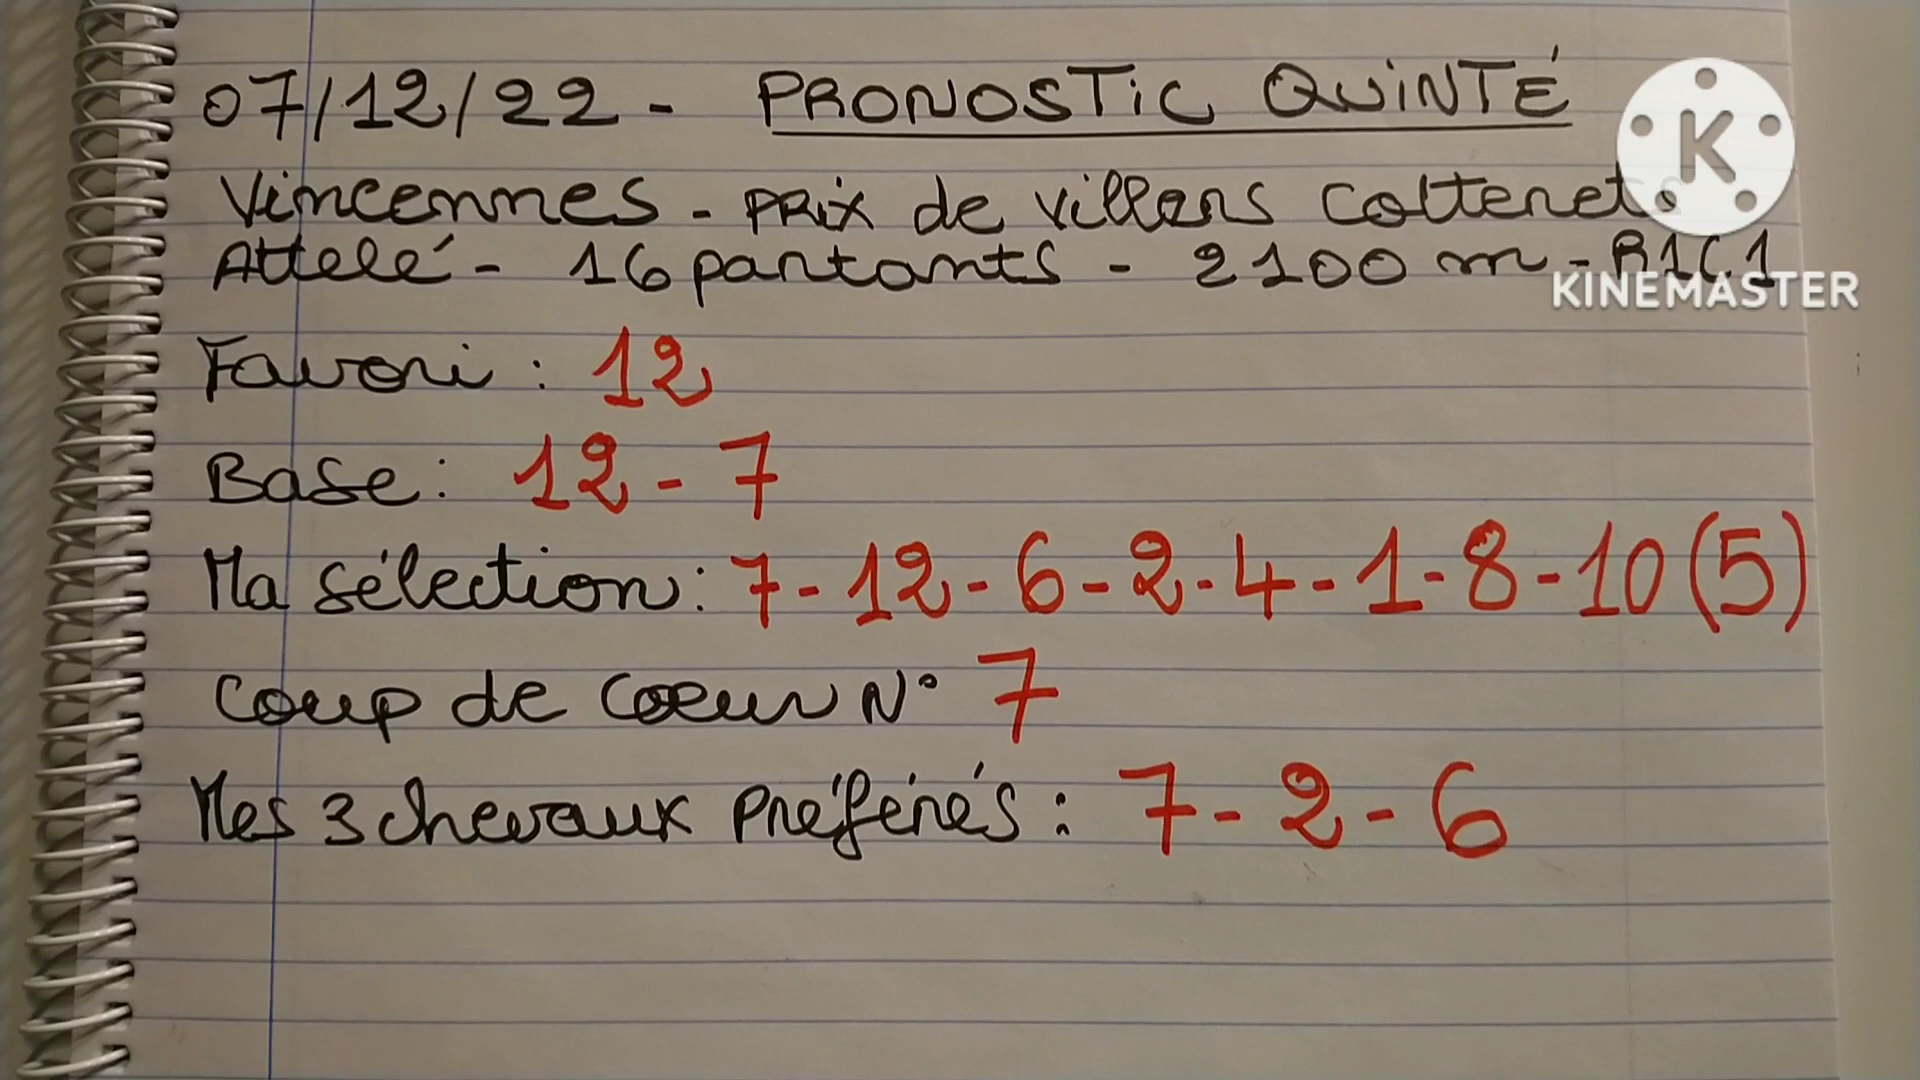 07/12/22 - PRONOSTIC QUINTÉ
K
Vincennes - PRIX de Villers Cotterets
Attelé - 16 partants - 2100 m - R1C.1
KINEMASTER
Favori : 12
Base : 12 - 7
Ma sélection : 7 - 12 - 6 - 2 - 4 - 1 - 8 - 10 (5)
Coup de Coeur N° 7
Mes 3 chevaux préférés : 7 - 2 - 6